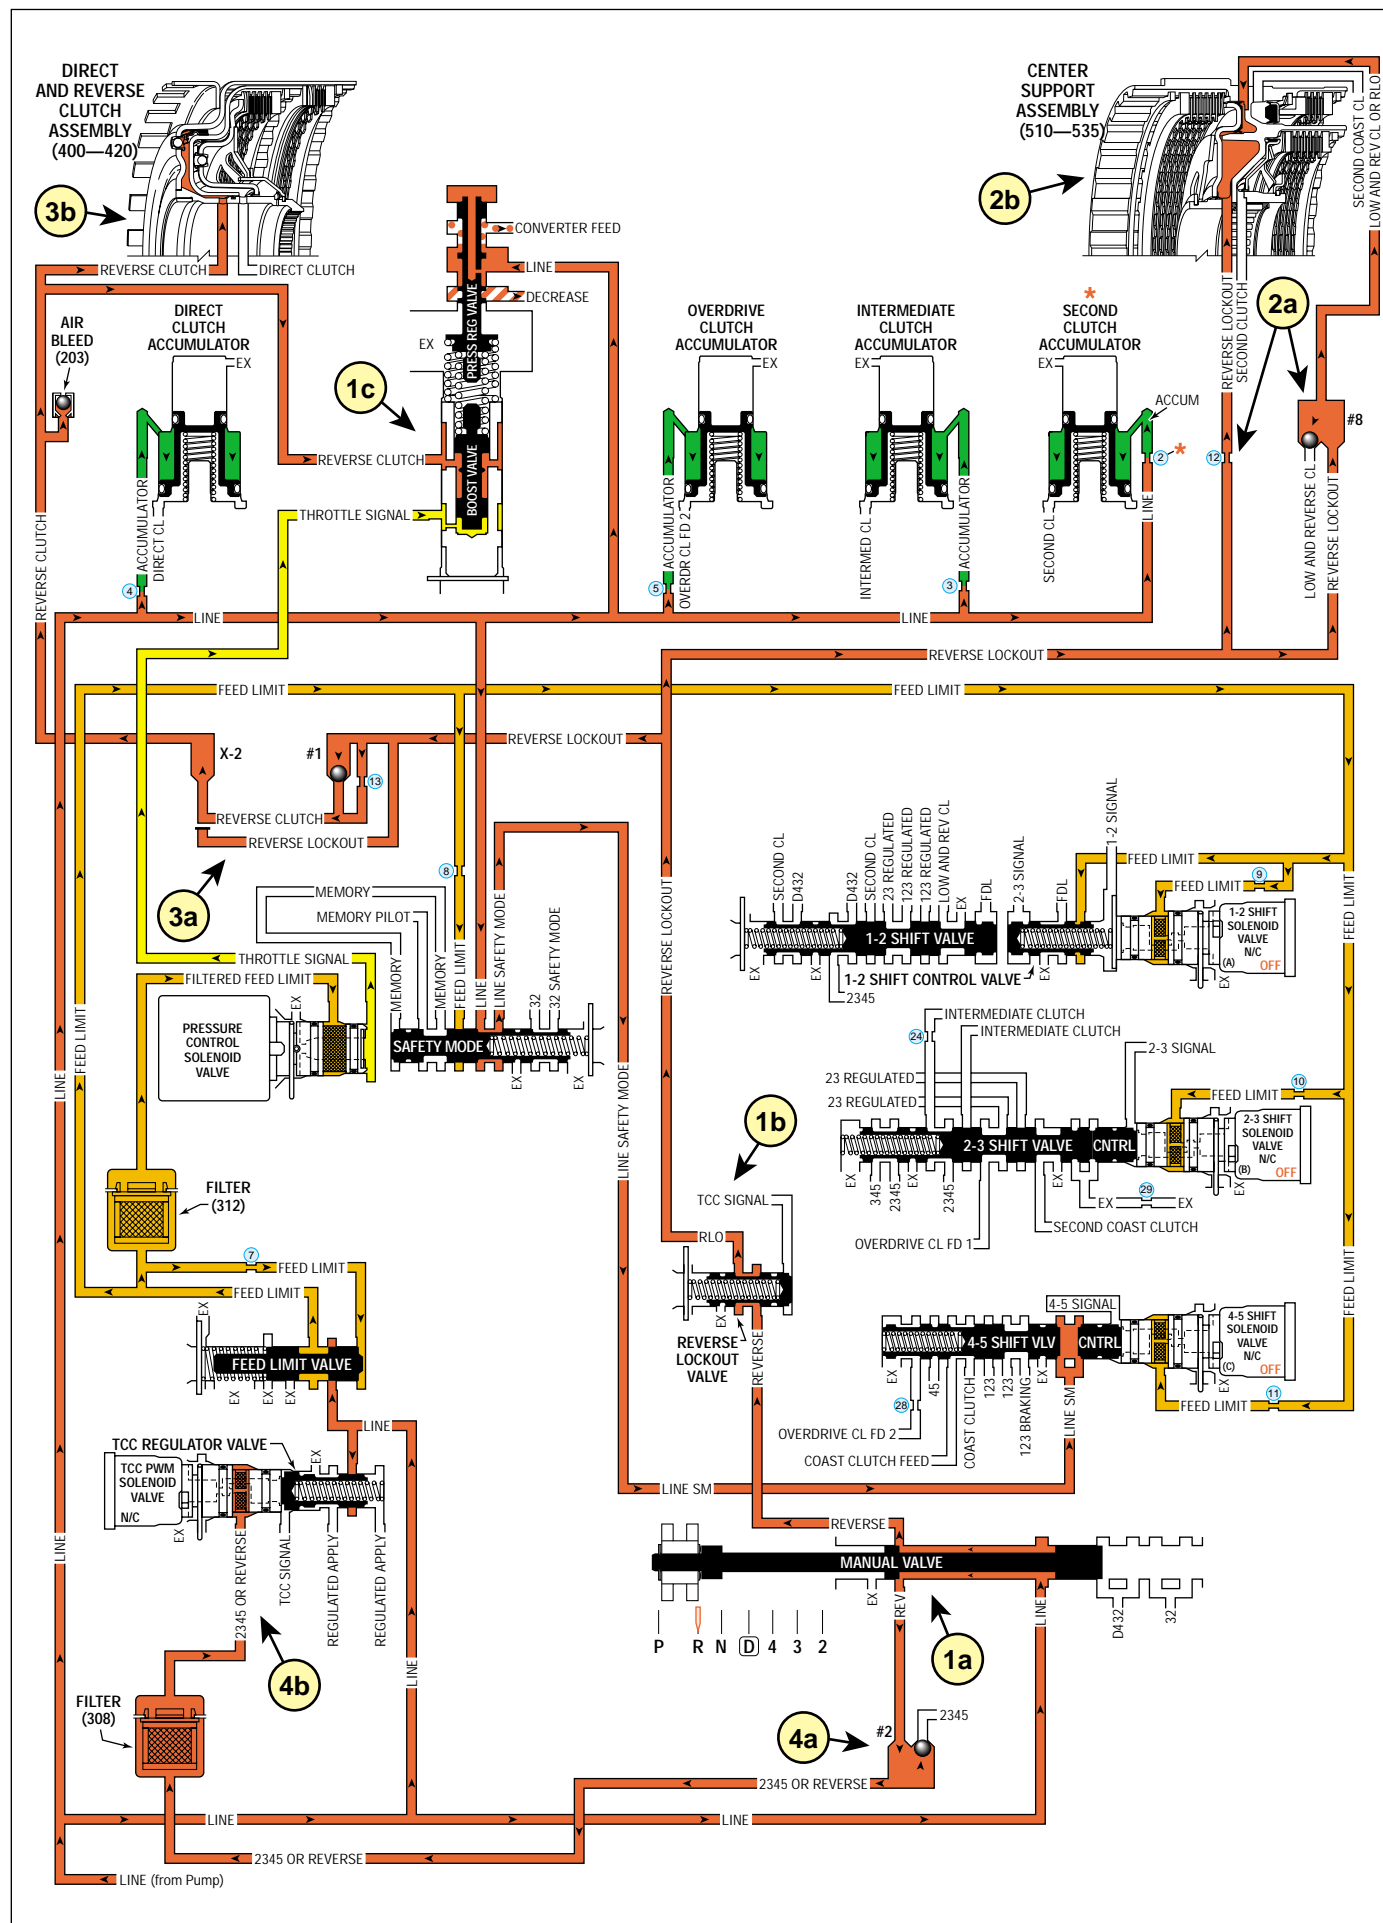 DIRECT
AND REVERSE
CLUTCH
ASSEMBLY
(400—420)
3b
REVERSE CLUTCH
DIRECT CLUTCH
CENTER
SUPPORT
ASSEMBLY
(510—535)
2b
SECOND COAST CL
LOW AND REV CL OR RLO
CONVERTER FEED
LINE
DECREASE
PRESS REG VALVE
EX
1c
AIR
BLEED
(203)
DIRECT
CLUTCH
ACCUMULATOR
EX
OVERDRIVE
CLUTCH
ACCUMULATOR
EX
INTERMEDIATE
CLUTCH
ACCUMULATOR
EX
*
SECOND
CLUTCH
ACCUMULATOR
EX
REVERSE LOCKOUT
SECOND CLUTCH
2a
ACCUM
#8
2
*
12
REVERSE CLUTCH
BOOST VALVE
THROTTLE SIGNAL
REVERSE CLUTCH
ACCUMULATOR
DIRECT CL
4
ACCUMULATOR
OVERDR CL FD 2
5
INTERMED CL
ACCUMULATOR
3
SECOND CL
LINE
LOW AND REVERSE CL
REVERSE LOCKOUT
LINE
LINE
REVERSE LOCKOUT
FEED LIMIT
FEED LIMIT
X-2
#1
REVERSE LOCKOUT
13
REVERSE CLUTCH
REVERSE LOCKOUT
3a
8
MEMORY
MEMORY PILOT
THROTTLE SIGNAL
FILTERED FEED LIMIT
EX
PRESSURE
CONTROL
SOLENOID
VALVE
MEMORY
MEMORY
FEED LIMIT
LINE
LINE SAFETY MODE
32
32 SAFETY MODE
SAFETY MODE
EX
EX
REVERSE LOCKOUT
LINE SAFETY MODE
SECOND CL
D432
D432
SECOND CL
23 REGULATED
123 REGULATED
123 REGULATED
LOW AND REV CL
EX
FDL
2-3 SIGNAL
FDL
1-2 SIGNAL
FEED LIMIT
FEED LIMIT
9
FEED LIMIT
1-2 SHIFT VALVE
1-2 SHIFT
SOLENOID
VALVE
N/C
(A)
OFF
EX
EX
EX
EX
EX
1-2 SHIFT CONTROL VALVE
2345
INTERMEDIATE CLUTCH
INTERMEDIATE CLUTCH
24
2-3 SIGNAL
23 REGULATED
23 REGULATED
FEED LIMIT
10
2-3 SHIFT VALVE
CNTRL
2-3 SHIFT
SOLENOID
VALVE
N/C
(B)
OFF
EX
EX
345
2345
EX
2345
EX
EX
29
EX
SECOND COAST CLUTCH
OVERDRIVE CL FD 1
1b
TCC SIGNAL
RLO
EX
REVERSE
LOCKOUT
VALVE
REVERSE
FEED LIMIT
LINE
FILTER
(312)
7
FEED LIMIT
FEED LIMIT
EX
FEED LIMIT VALVE
EX
EX
EX
LINE
FEED LIMIT
4-5 SIGNAL
4-5 SHIFT VLV
CNTRL
4-5 SHIFT
SOLENOID
VALVE
N/C
(C)
OFF
EX
FEED LIMIT
11
EX
28
45
COAST CLUTCH
123
123
123 BRAKING
EX
LINE SM
OVERDRIVE CL FD 2
COAST CLUTCH FEED
TCC REGULATOR VALVE
EX
TCC PWM
SOLENOID
VALVE
N/C
EX
2345 OR REVERSE
TCC SIGNAL
REGULATED APPLY
REGULATED APPLY
LINE SM
REVERSE
MANUAL VALVE
EX
REV
LINE
D432
32
P R N D 4 3 2
1a
4b
LINE
LINE
FILTER
(308)
#2
2345
4a
2345 OR REVERSE
LINE
LINE
2345 OR REVERSE
LINE (from Pump)